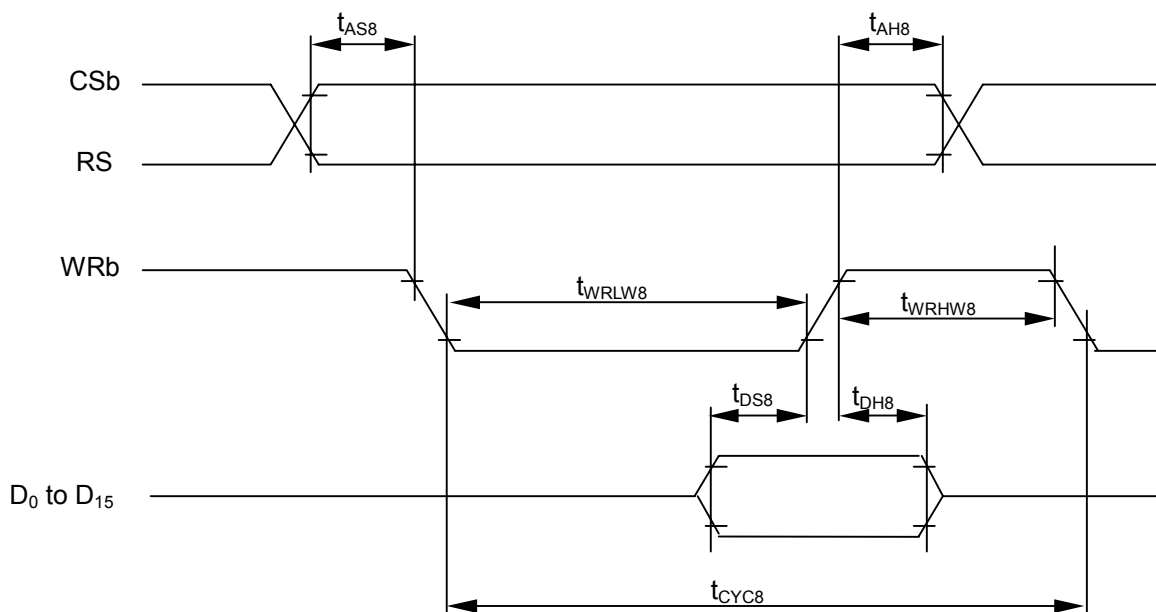 tAS8
tAH8
CSb
RS
WRb
tWRLW8
tWRHW8
tDS8
tDH8
D0 to D15
tCYC8